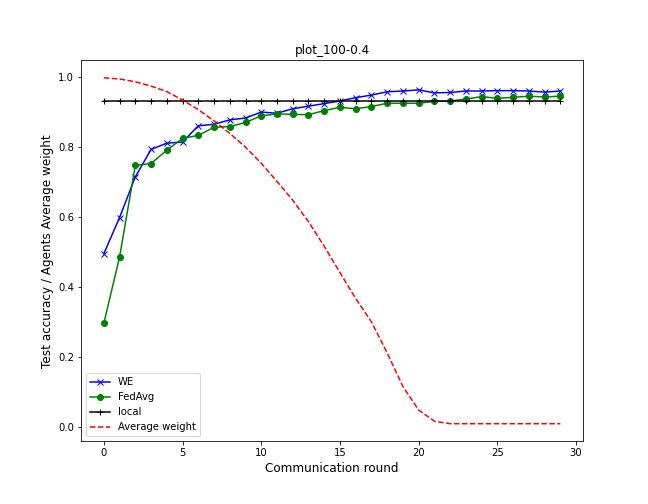 plot_100-0.4
Test accuracy / Agents Average weight
1.0
0.8
0.6
0.4
0.2
0.0
WE
FedAvg
local
Average weight
0 5 10 15 20 25 30
Communication round